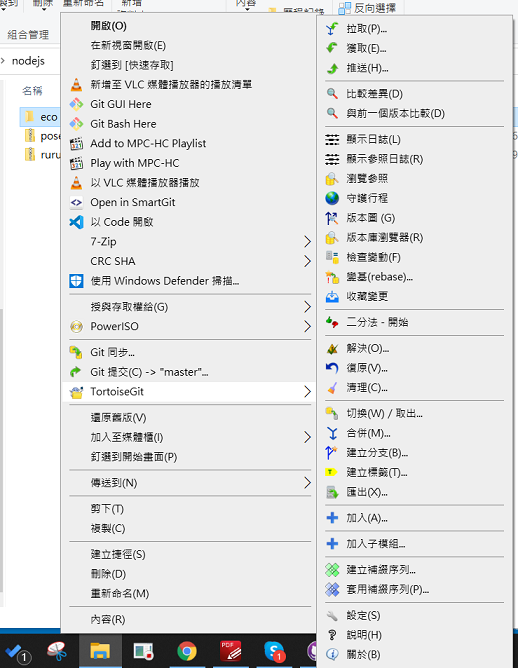 刪除
新增
內容
歷程記錄
反向選擇
組合管理
nodejs
名稱
eco
pose
ruru
開啟(O)
在新視窗開啟(E)
釘選到 [快速存取]
新增至 VLC 媒體播放器的播放清單
Git GUI Here
Git Bash Here
Add to MPC-HC Playlist
Play with MPC-HC
以 VLC 媒體播放器播放
Open in SmartGit
以 Code 開啟
7-Zip
CRC SHA
使用 Windows Defender 掃描...
授與存取權給(G)
PowerISO
Git 同步...
Git 提交(C) -> "master"...
TortoiseGit
還原舊版(V)
加入至媒體櫃(I)
釘選到開始畫面(P)
傳送到(N)
剪下(T)
複製(C)
建立捷徑(S)
刪除(D)
重新命名(M)
內容(R)
拉取(P)...
獲取(E)...
推送(H)...
比較差異(D)
與前一個版本比較(D)
顯示日誌(L)
顯示參照日誌(R)
瀏覽參照
守護行程
版本圖 (G)
版本庫瀏覽器(R)
檢查變動(F)
變基(rebase)...
收藏變更
二分法 - 開始
解決(O)...
復原(V)...
清理(C)...
切換(W) / 取出...
合併(M)...
建立分支(B)...
建立標籤(T)...
匯出(X)...
加入(A)...
加入子模組...
建立補綴序列...
套用補綴序列(P)...
設定(S)
說明(H)
關於(B)
1
PDF
1